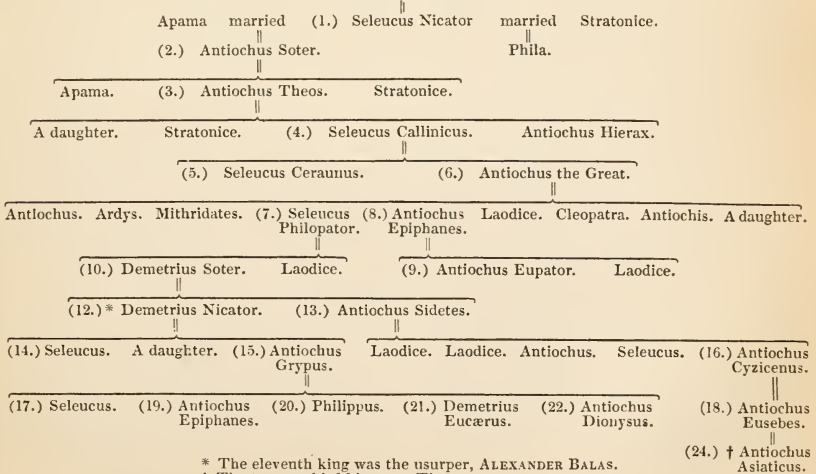 Apama married (1.) Seleucus Nicator married Stratonice.
(2.) Antiochus Soter. Phila.
Apama. (3.) Antiochus Theos. Stratonice.
A daughter. Stratonice. (4.) Seleucus Callinicus. Antiochus Hierax.
(5.) Seleucus Ceraunus. (6.) Antiochus the Great.
Antiochus. Ardys. Mithridates. (7.) Seleucus (8.) Antiochus Laodice. Cleopatra. Antiochis. A daughter.
Philopator. Epiphanes.
(10.) Demetrius Soter. Laodice. (9.) Antiochus Eupator. Laodice.
(12.) * Demetrius Nicator. (13.) Antiochus Sidetes.
(14.) Seleucus. A daughter. (15.) Antiochus Laodice. Laodice. Antiochus. Seleucus. (16.) Antiochus
Grypus. Cyzicenus.
(17.) Seleucus. (19.) Antiochus (20.) Philippus. (21.) Demetrius (22.) Antiochus (18.) Antiochus
Epiphanes. Eucærus. Dionysus. Eusebes.
(24.) † Antiochus
* The eleventh king was the usurper, ALEXANDER BALAS. Asiaticus.